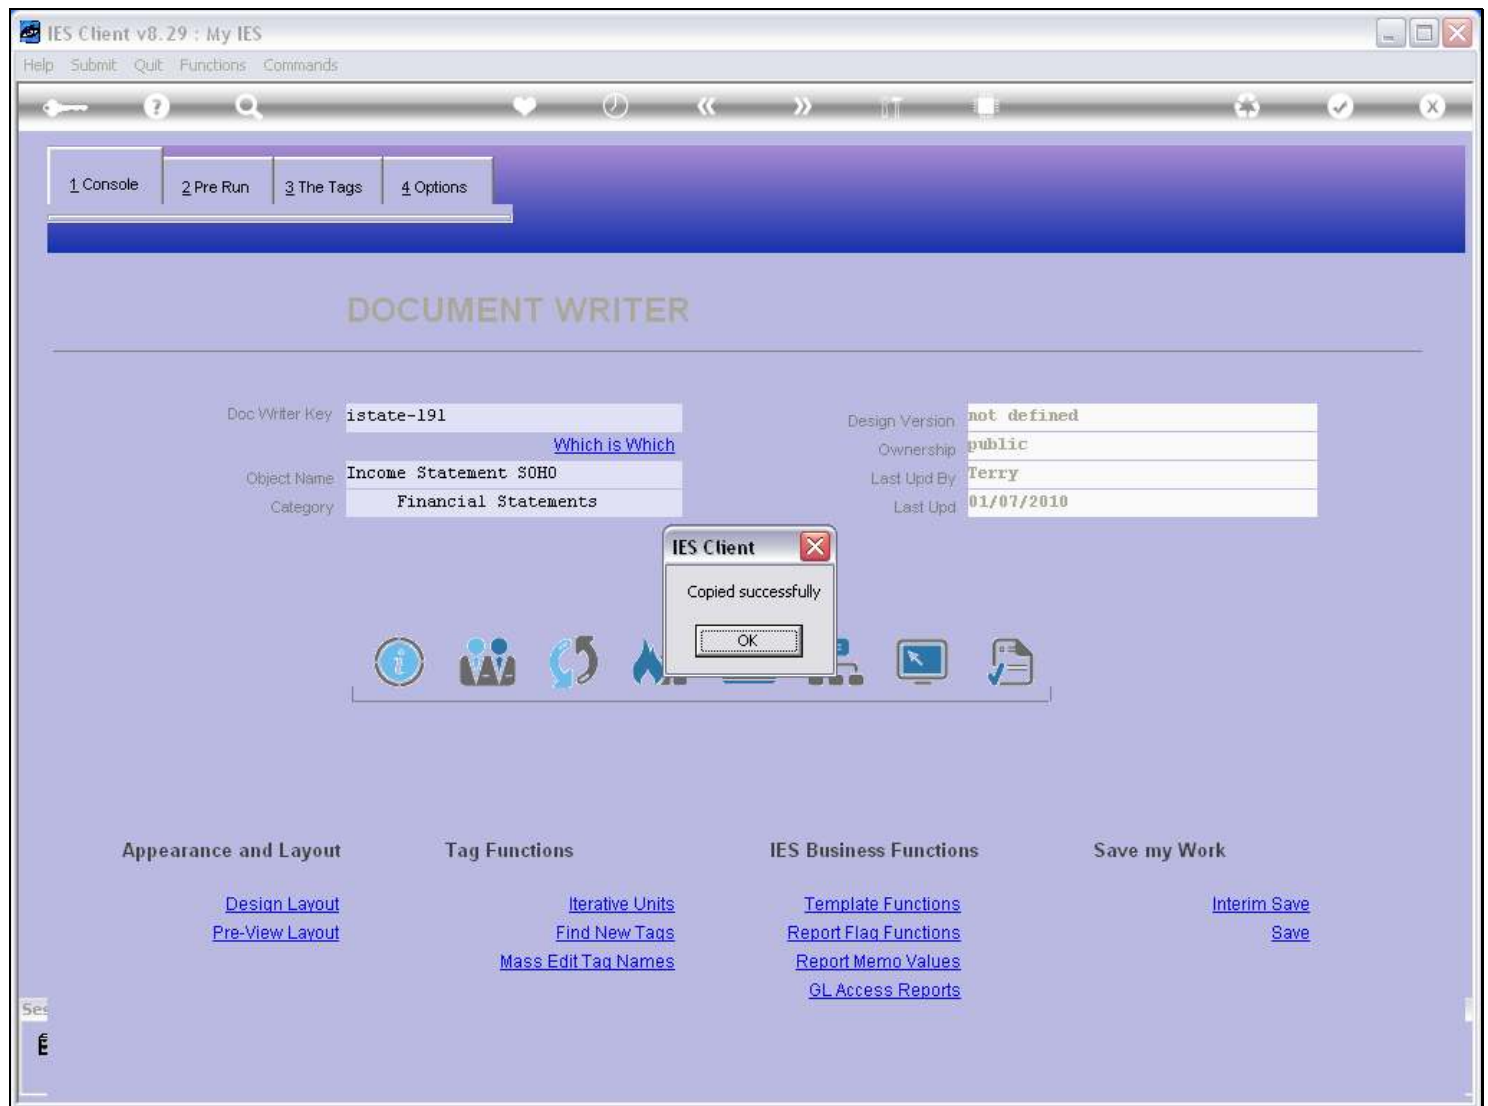 IES Client v8.29 : My IES
Help Submit Quit Functions Commands
1 Console 2 Pre Run 3 The Tags 4 Options
DOCUMENT WRITER
Doc Writer Key istate-191
Which is Which
Object Name Income Statement SOHO
Category Financial Statements
Design Version not defined
Ownership public
Last Upd By Terry
Last Upd 01/07/2010
IES Client
Copied successfully
OK
Appearance and Layout
Design Layout
Pre-View Layout
Tag Functions
Iterative Units
Find New Tags
Mass Edit Tag Names
IES Business Functions
Template Functions
Report Flag Functions
Report Memo Values
GL Access Reports
Save my Work
Interim Save
Save